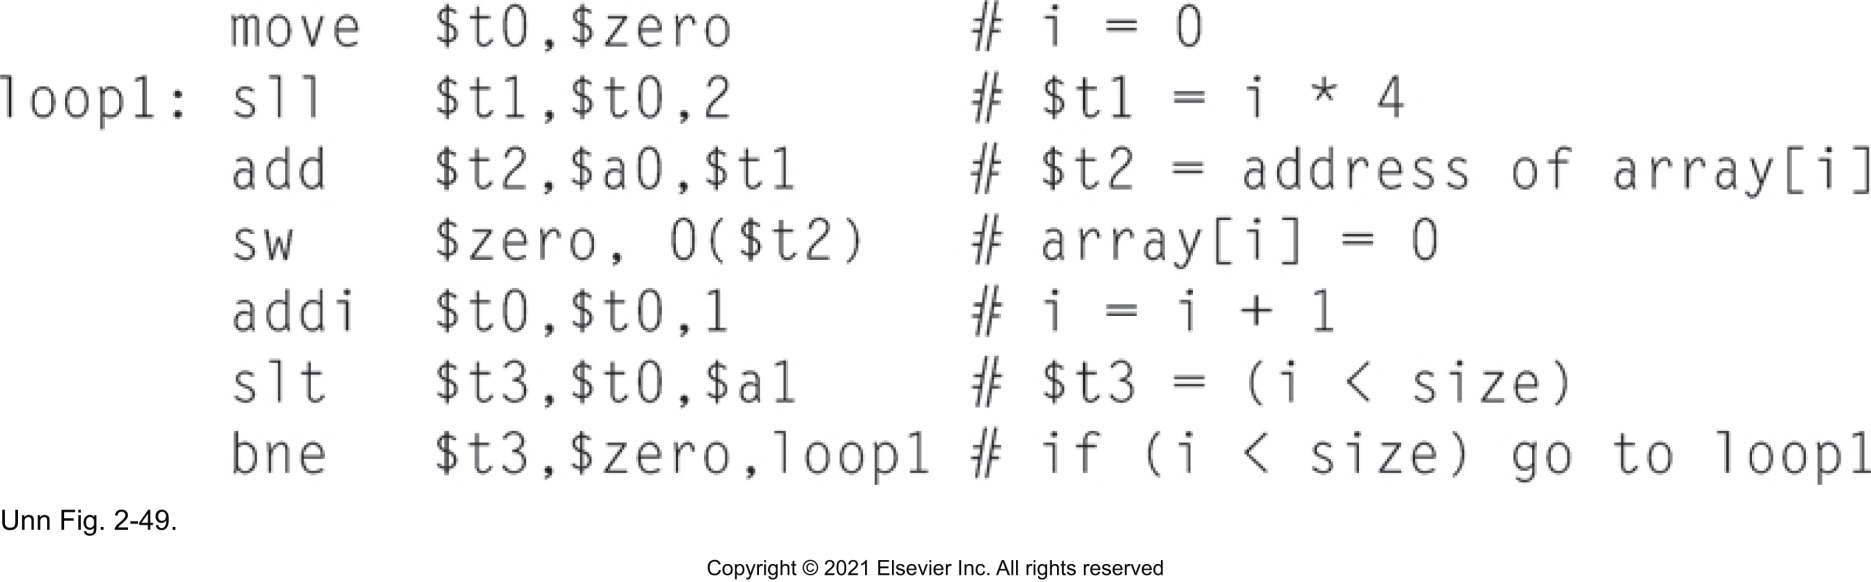 move $t0,$zero # i = 0
loop1: sll $t1,$t0,2 # $t1 = i * 4
add $t2,$a0,$t1 # $t2 = address of array[i]
sw $zero, 0($t2) # array[i] = 0
addi $t0,$t0,1 # i = i + 1
slt $t3,$t0,$a1 # $t3 = (i < size)
bne $t3,$zero,loop1 # if (i < size) go to loop1
Unn Fig. 2-49.
Copyright © 2021 Elsevier Inc. All rights reserved